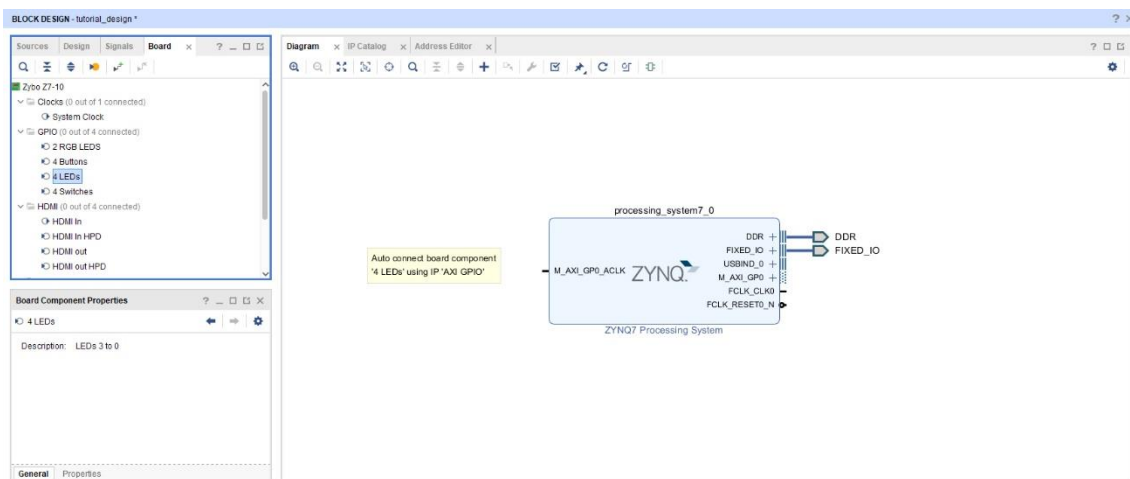 BLOCK DESIGN - tutorial_design *
Sources Design Signals Board
Zybo Z7-10
Clocks (0 out of 1 connected)
System Clock
GPIO (0 out of 4 connected)
2 RGB LEDS
4 Buttons
4 LEDs
4 Switches
HDMI (0 out of 4 connected)
HDMI In
HDMI In HPD
HDMI out
HDMI out HPD
Board Component Properties
4 LEDs
Description: LEDs 3 to 0
General Properties
Diagram IP Catalog Address Editor
Auto connect board component
'4 LEDs' using IP 'AXI GPIO'
processing_system7_0
M_AXI_GP0_ACLK
ZYNQ
DDR
FIXED_IO
USBIND_0
M_AXI_GP0
FCLK_CLK0
FCLK_RESET0_N
DDR
FIXED_IO
ZYNQ7 Processing System